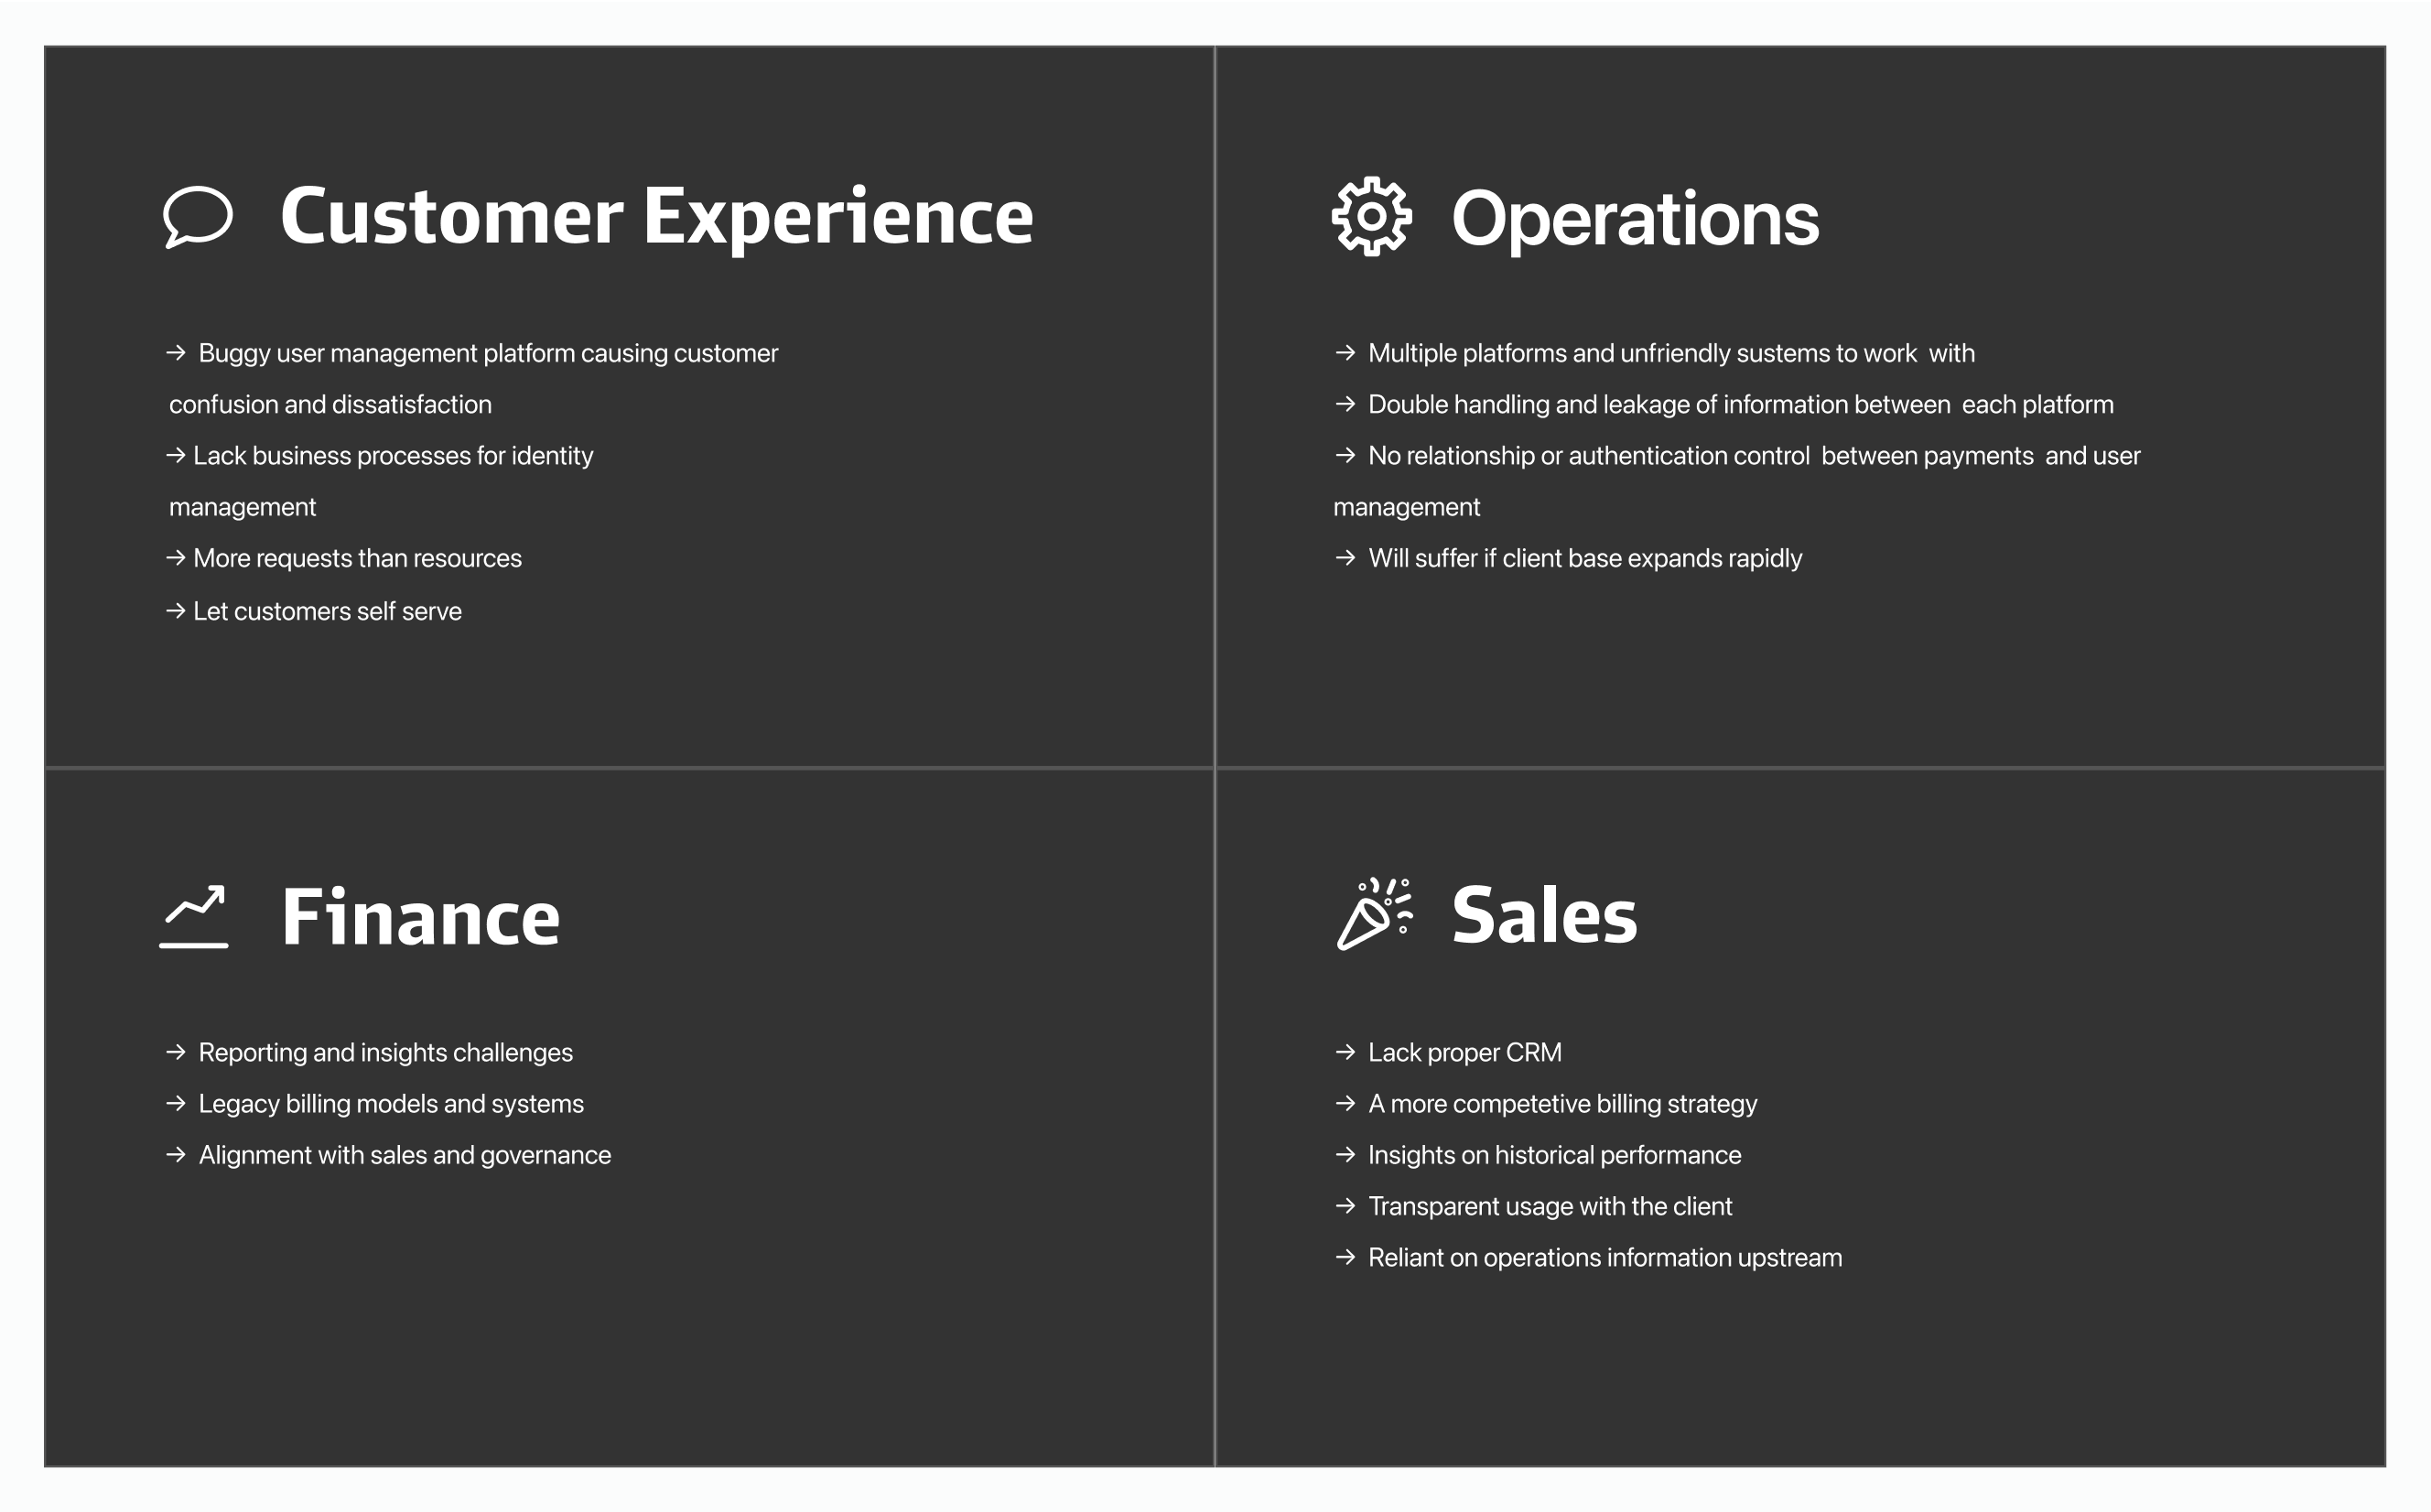 Customer Experience
→ Buggy user management platform causing customer
confusion and dissatisfaction
→ Lack business processes for identity
management
→ More requests than resources
→ Let customers self serve
Operations
→ Multiple platforms and unfriendly sustems to work with
→ Double handling and leakage of information between each platform
→ No relationship or authentication control between payments and user
management
→ Will suffer if client base expands rapidly
Finance
→ Reporting and insights challenges
→ Legacy billing models and systems
→ Alignment with sales and governance
Sales
→ Lack proper CRM
→ A more competetive billing strategy
→ Insights on historical performance
→ Transparent usage with the client
→ Reliant on operations information upstream